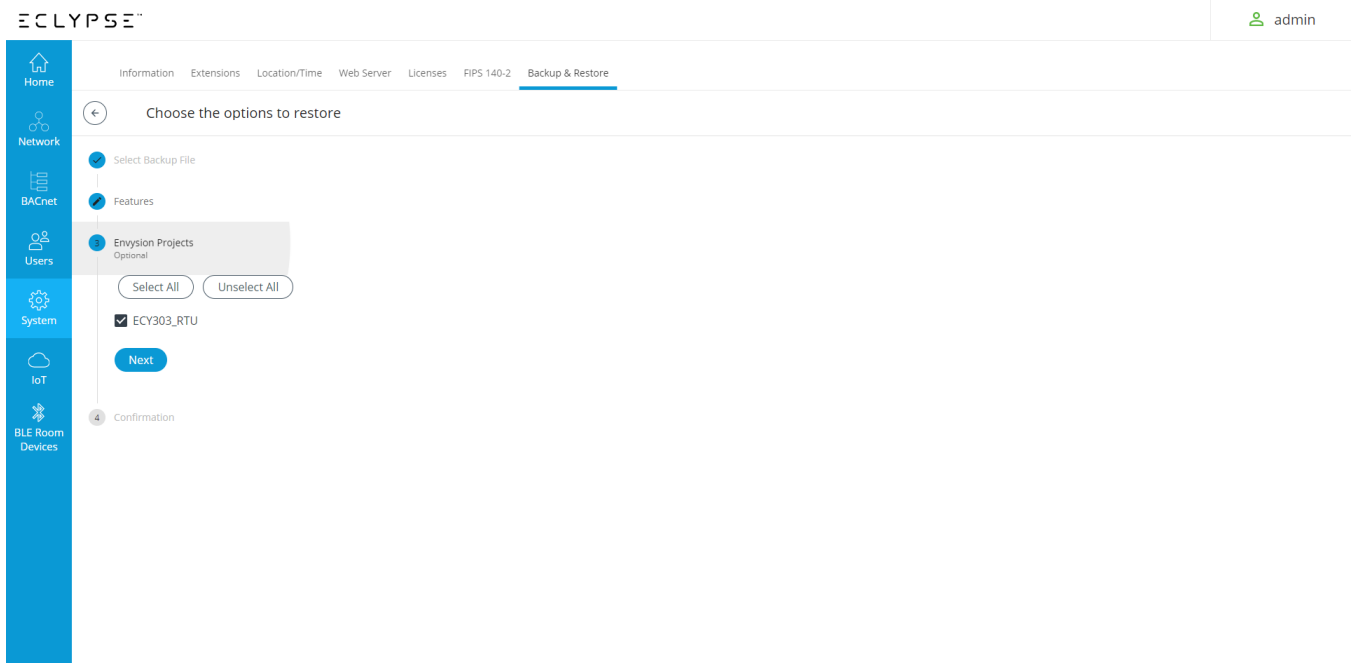 ECLYPSE™
admin
Home
Network
BACnet
Users
System
IoT
BLE Room
Devices
Information Extensions Location/Time Web Server Licenses FIPS 140-2 Backup & Restore
Choose the options to restore
Select Backup File
Features
3 Envysion Projects
Optional
Select All Unselect All
ECY303_RTU
Next
4 Confirmation